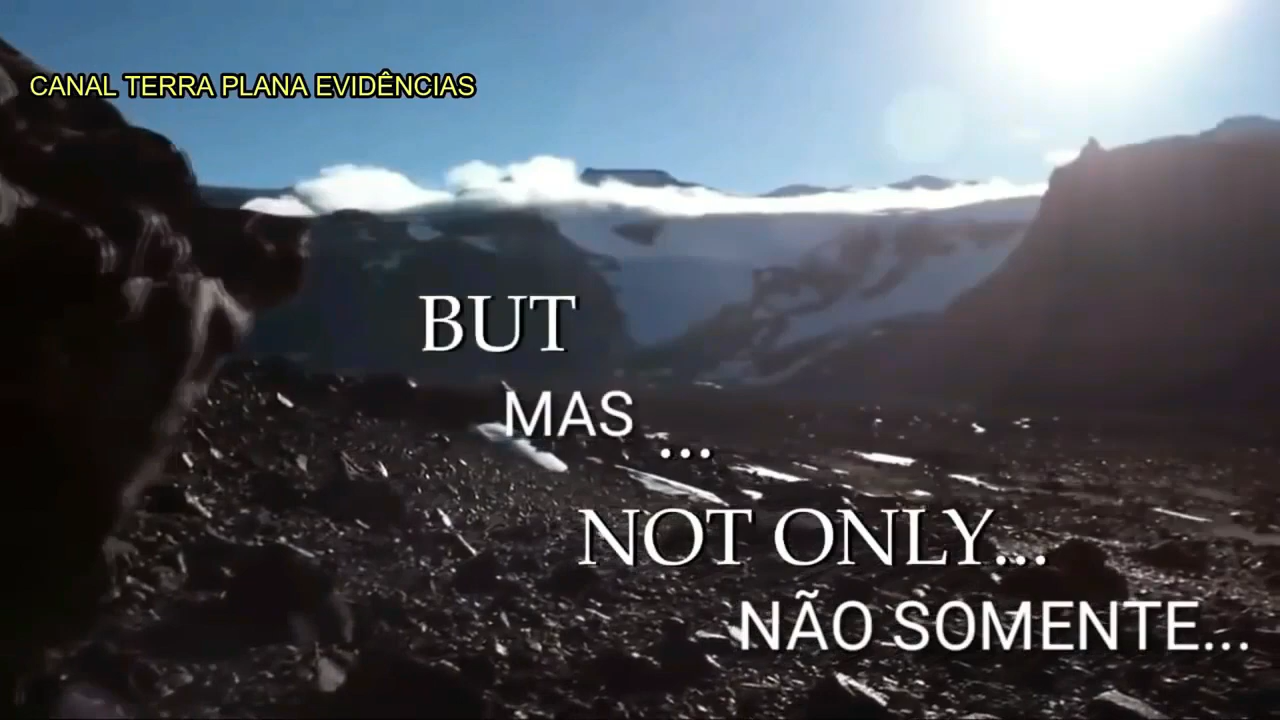 CANAL TERRA PLANA EVIDÊNCIAS
BUT
MAS
...
NOT ONLY...
NÃO SOMENTE...